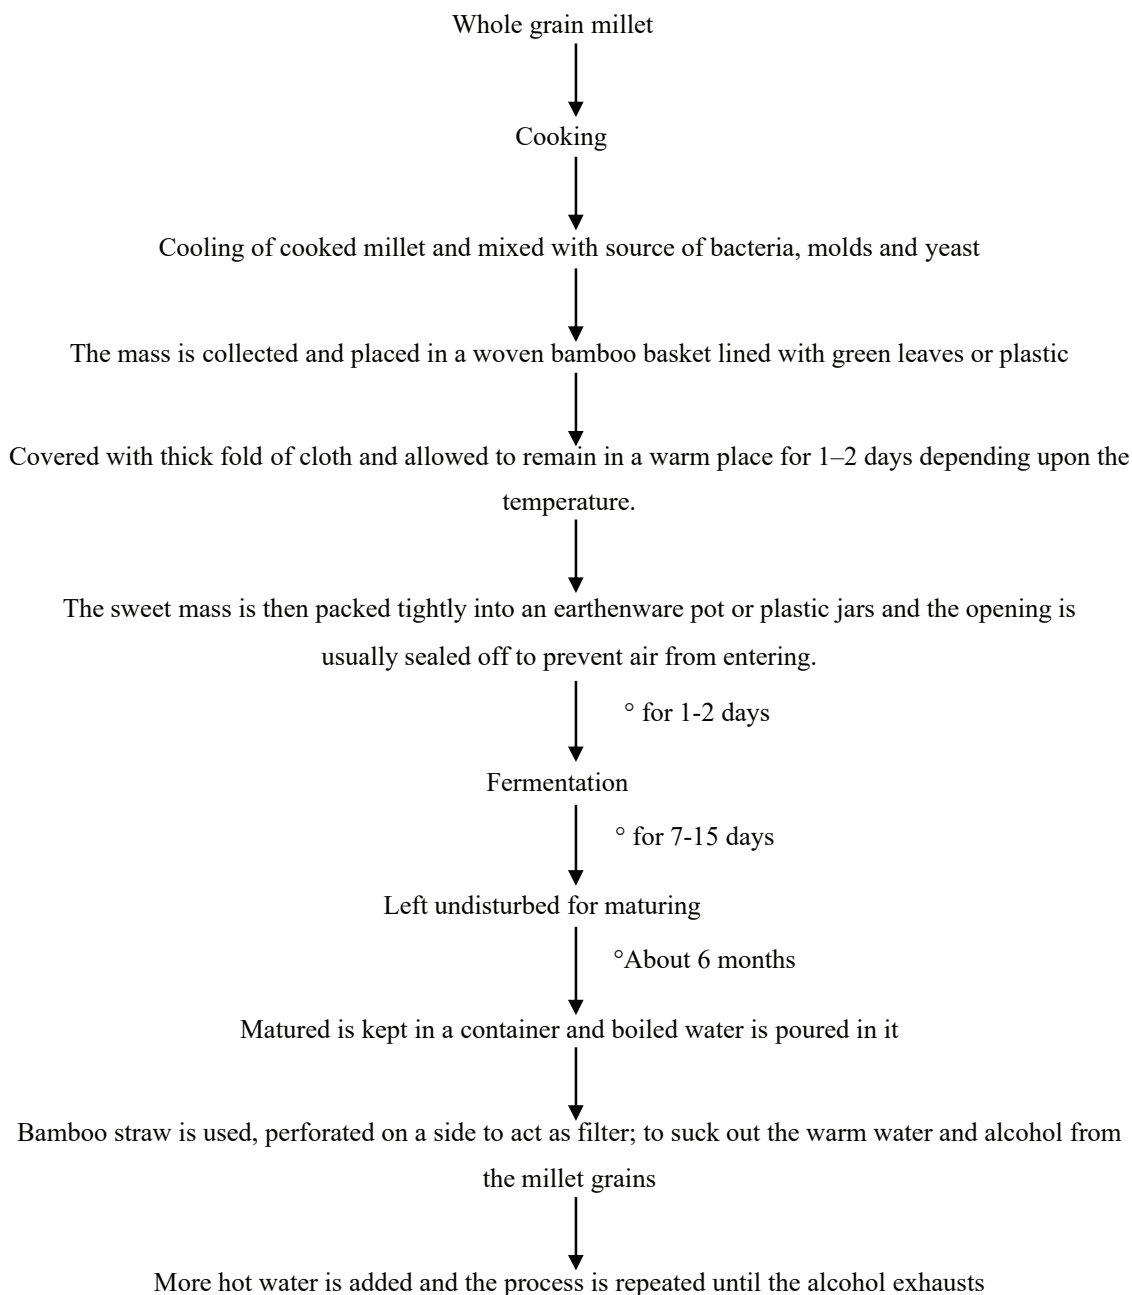 Whole grain millet
Cooking
Cooling of cooked millet and mixed with source of bacteria, molds and yeast
The mass is collected and placed in a woven bamboo basket lined with green leaves or plastic
Covered with thick fold of cloth and allowed to remain in a warm place for 1–2 days depending upon the
temperature.
The sweet mass is then packed tightly into an earthenware pot or plastic jars and the opening is
usually sealed off to prevent air from entering.
° for 1-2 days
Fermentation
° for 7-15 days
Left undisturbed for maturing
°About 6 months
Matured is kept in a container and boiled water is poured in it
Bamboo straw is used, perforated on a side to act as filter; to suck out the warm water and alcohol from
the millet grains
More hot water is added and the process is repeated until the alcohol exhausts